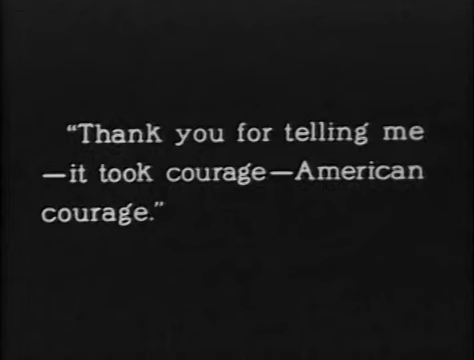 “Thank you for telling me
—it took courage—American
courage.”